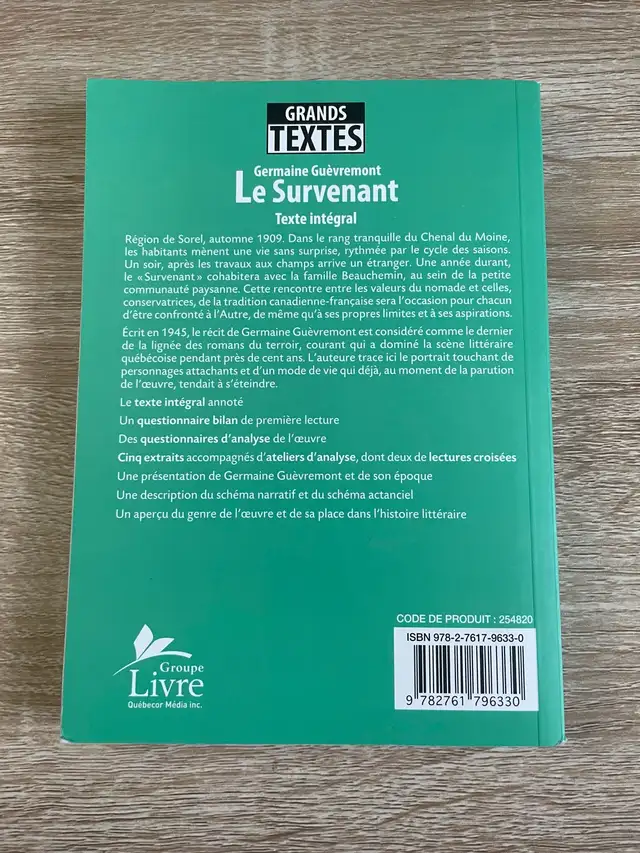 GRANDS
TEXTES
Germaine Guèvremont
Le Survenant
Texte intégral
Région de Sorel, automne 1909. Dans le rang tranquille du Chenal du Moine,
les habitants mènent une vie sans surprise, rythmée par le cycle des saisons.
Un soir, après les travaux aux champs arrive un étranger. Une année durant,
le «Survenant» cohabitera avec la famille Beauchemin, au sein de la petite
communauté paysanne. Cette rencontre entre les valeurs du nomade et celles,
conservatrices, de la tradition canadienne-française sera l'occasion pour chacun
d'être confronté à l'Autre, de même qu'à ses propres limites et à ses aspirations.
Écrit en 1945, le récit de Germaine Guèvremont est considéré comme le dernier
de la lignée des romans du terroir, courant qui a dominé la scène littéraire
québécoise pendant près de cent ans. L'auteure trace ici le portrait touchant de
personnages attachants et d'un mode de vie qui déjà, au moment de la parution
de l'œuvre, tendait à s'éteindre.
Le texte intégral annoté
Un questionnaire bilan de première lecture
Des questionnaires d'analyse de l'œuvre
Cinq extraits accompagnés d'ateliers d'analyse, dont deux de lectures croisées
Une présentation de Germaine Guèvremont et de son époque
Une description du schéma narratif et du schéma actanciel
Un aperçu du genre de l'œuvre et de sa place dans l'histoire littéraire
CODE DE PRODUIT : 254820
ISBN 978-2-7617-9633-0
9 782761 796330
Groupe
Livre
Québecor Média inc.